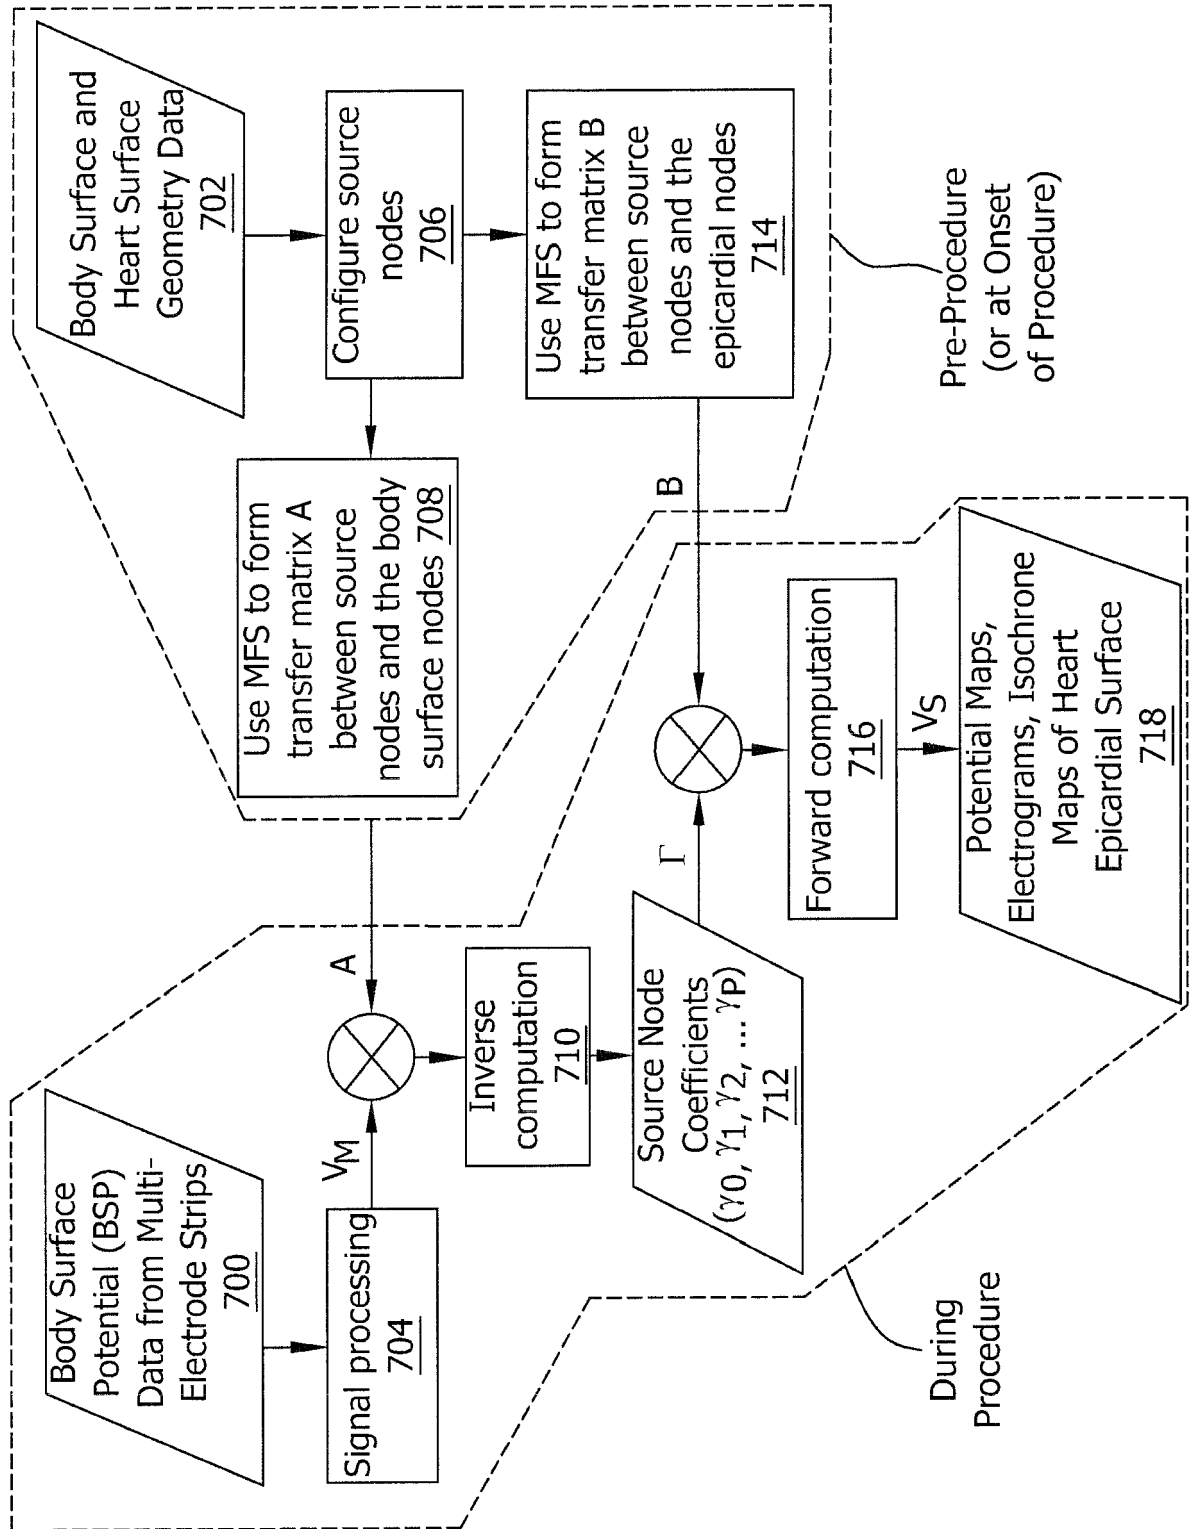 Body Surface
Potential (BSP)
Data from Multi-
Electrode Strips
700
Signal processing
704
VM
A
Inverse
computation
710
Source Node
Coefficients
(γ0, γ1, γ2, ... γP)
712
Γ
B
Forward computation
716
VS
Potential Maps,
Electrograms, Isochrone
Maps of Heart
Epicardial Surface
718
During
Procedure
Body Surface and
Heart Surface
Geometry Data
702
Configure source
nodes
706
Use MFS to form
transfer matrix A
between source
nodes and the body
surface nodes 708
Use MFS to form
transfer matrix B
between source
nodes and the
epicardial nodes
714
Pre-Procedure
(or at Onset
of Procedure)